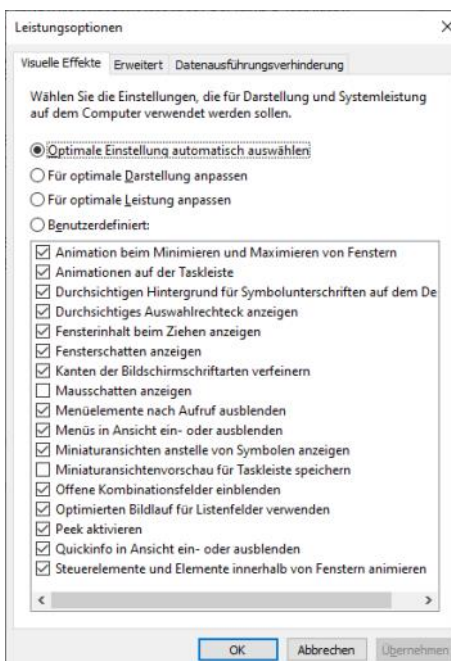 Leistungsoptionen
Visuelle Effekte Erweitert Datenausführungsverhinderung
Wählen Sie die Einstellungen, die für Darstellung und Systemleistung
auf dem Computer verwendet werden sollen.
Optimale Einstellung automatisch auswählen
Für optimale Darstellung anpassen
Für optimale Leistung anpassen
Benutzerdefiniert:
Animation beim Minimieren und Maximieren von Fenstern
Animationen auf der Taskleiste
Durchsichtigen Hintergrund für Symbolunterschriften auf dem De
Durchsichtiges Auswahlrechteck anzeigen
Fensterinhalt beim Ziehen anzeigen
Fensterschatten anzeigen
Kanten der Bildschirmschriftarten verfeinern
Mausschatten anzeigen
Menüelemente nach Aufruf ausblenden
Menüs in Ansicht ein- oder ausblenden
Miniaturansichten anstelle von Symbolen anzeigen
Miniaturansichtenvorschau für Taskleiste speichern
Offene Kombinationsfelder einblenden
Optimierten Bildlauf für Listenfelder verwenden
Peek aktivieren
Quickinfo in Ansicht ein- oder ausblenden
Steuerelemente und Elemente innerhalb von Fenstern animieren
OK Abbrechen Übernehmen